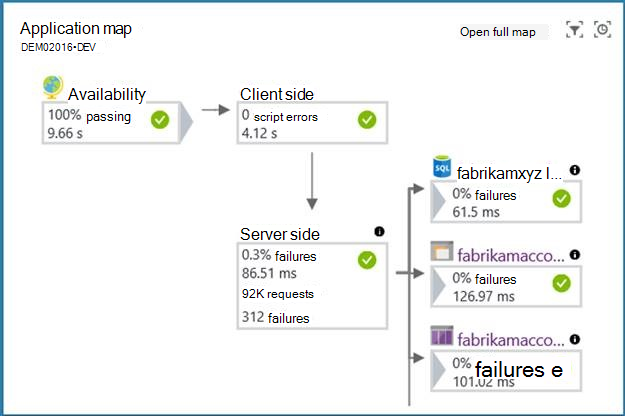 Application map
DEMO2016•DEV
Open full map
Availability
100% passing
9.66 s
Client side
0 script errors
4.12 s
Server side
0.3% failures
86.51 ms
92K requests
312 failures
SQL
fabrikamxyz I...
0% failures
61.5 ms
fabrikamacco...
0% failures
126.97 ms
fabrikamacco...
0% failures e
101.02 ms